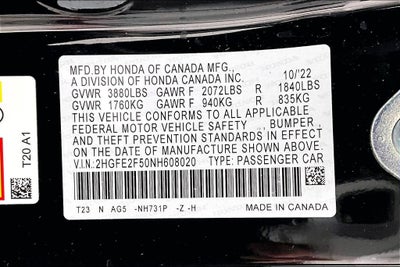 MFD.BY HONDA OF CANADA MFG.,
A DIVISION OF HONDA CANADA INC. 10/'22
GVWR 3880LBS GAWR F 2072LBS R 1840LBS
GVWR 1760KG GAWR F 940KG R 835KG
THIS VEHICLE CONFORMS TO ALL APPLICABLE
FEDERAL MOTOR VEHICLE SAFETY , BUMPER ,
AND THEFT PREVENTION STANDARDS IN EFFECT
ON THE DATE OF MANUFACTURE SHOWN ABOVE.
V.I.N.:2HGFE2F50NH608020 TYPE: PASSENGER CAR
T23 N AG5 -NH731P -Z -H MADE IN CANADA
T20 A1